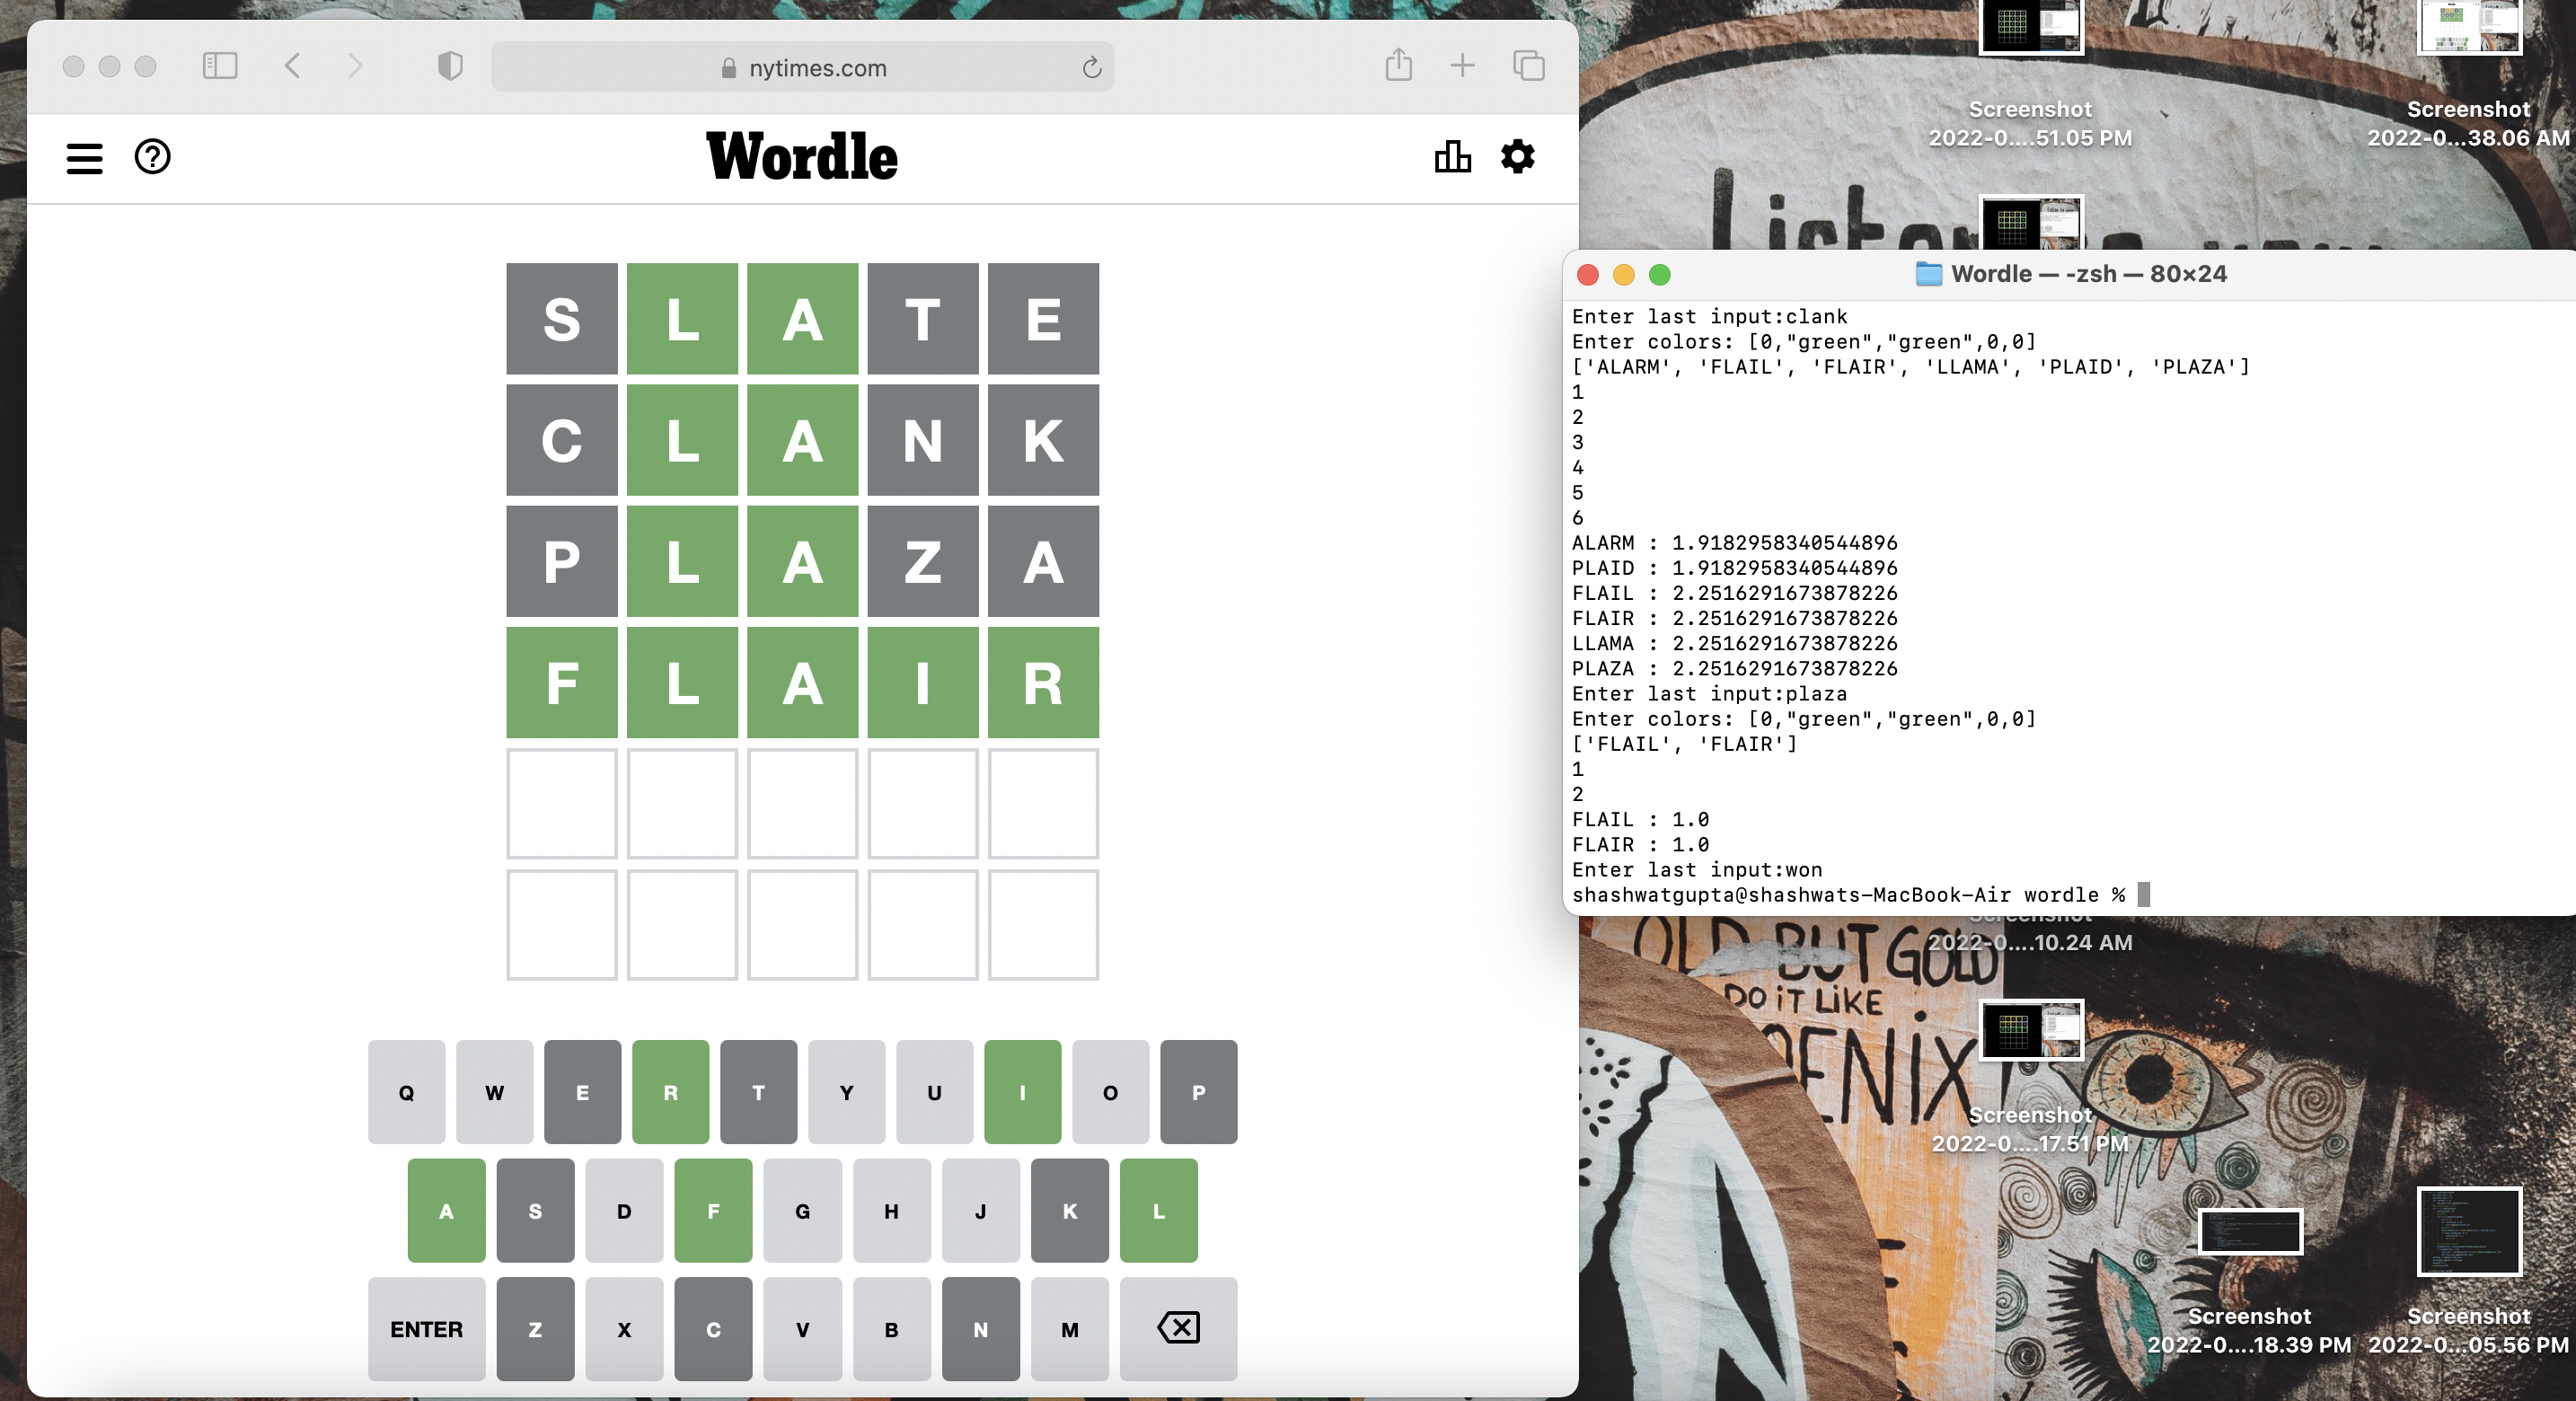 nytimes.com
Wordle
S L A T E
C L A N K
P L A Z A
F L A I R
Q W E R T Y U I O P
A S D F G H J K L
ENTER Z X C V B N M
Screenshot
2022-0....51.05 PM
Screenshot
2022-0...38.06 AM
Wordle — -zsh — 80×24
Enter last input:clank
Enter colors: [0,"green","green",0,0]
['ALARM', 'FLAIL', 'FLAIR', 'LLAMA', 'PLAID', 'PLAZA']
1
2
3
4
5
6
ALARM : 1.9182958340544896
PLAID : 1.9182958340544896
FLAIL : 2.2516291673878226
FLAIR : 2.2516291673878226
LLAMA : 2.2516291673878226
PLAZA : 2.2516291673878226
Enter last input:plaza
Enter colors: [0,"green","green",0,0]
['FLAIL', 'FLAIR']
1
2
FLAIL : 1.0
FLAIR : 1.0
Enter last input:won
shashwatgupta@shashwats-MacBook-Air wordle %
Screenshot
2022-0....10.24 AM
OLD BUT GOLD
DO iT LiKE
Screenshot
2022-0....17.51 PM
Screenshot
2022-0....18.39 PM
Screenshot
2022-0...05.56 PM